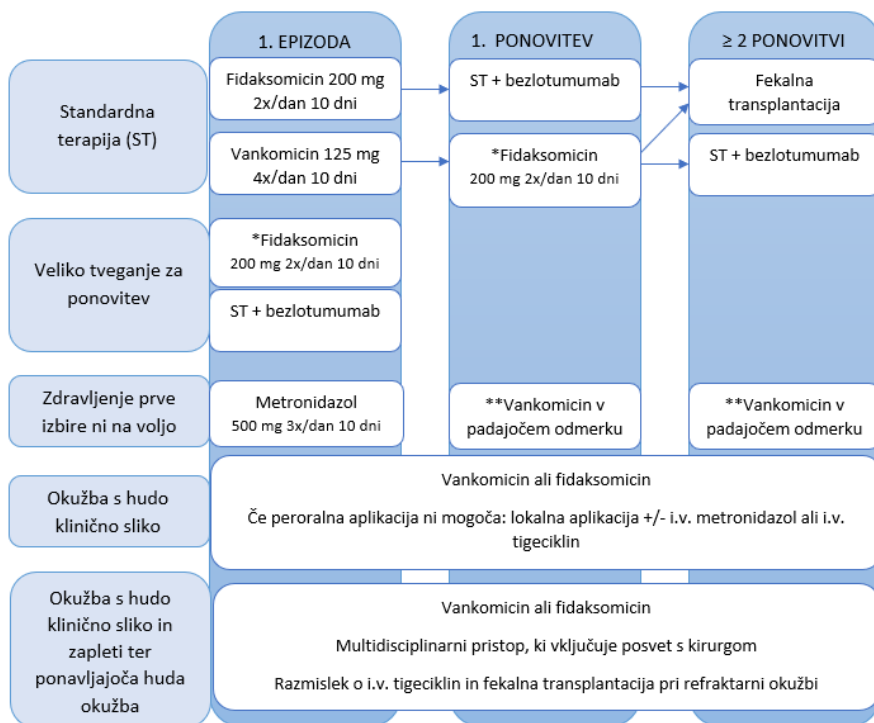 1. EPIZODA
1. PONOVITEV
≥ 2 PONOVITVI
Standardna
terapija (ST)
Fidaksomicin 200 mg
2x/dan 10 dni
ST + bezlotumumab
Fekalna
transplantacija
Vankomicin 125 mg
4x/dan 10 dni
*Fidaksomicin
200 mg 2x/dan 10 dni
ST + bezlotumumab
Veliko tveganje za
ponovitev
*Fidaksomicin
200 mg 2x/dan 10 dni
ST + bezlotumumab
Zdravljenje prve
izbire ni na voljo
Metronidazol
500 mg 3x/dan 10 dni
**Vankomicin v
padajočem odmerku
**Vankomicin v
padajočem odmerku
Okužba s hudo
klinično sliko
Vankomicin ali fidaksomicin
Če peroralna aplikacija ni mogoča: lokalna aplikacija +/- i.v. metronidazol ali i.v.
tigeciklin
Okužba s hudo
klinično sliko in
zapleti ter
ponavljajoča huda
okužba
Vankomicin ali fidaksomicin
Multidisciplinarni pristop, ki vključuje posvet s kirurgom
Razmislek o i.v. tigeciklin in fekalna transplantacija pri refraktarni okužbi